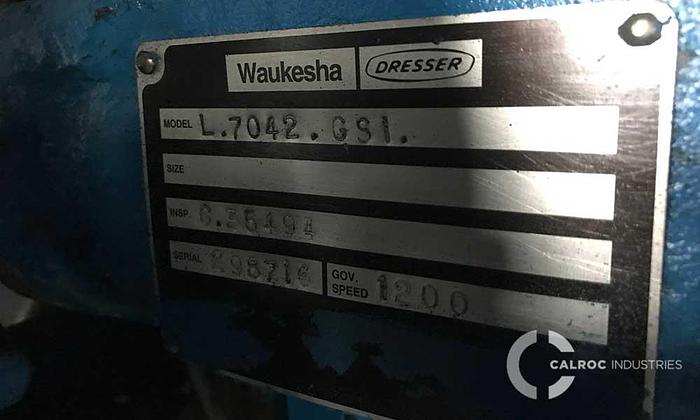 Waukesha DRESSER
MODEL L.7042.GSI.
SIZE
INSP.
SERIAL
GOV. SPEED 1200
CALROC INDUSTRIES